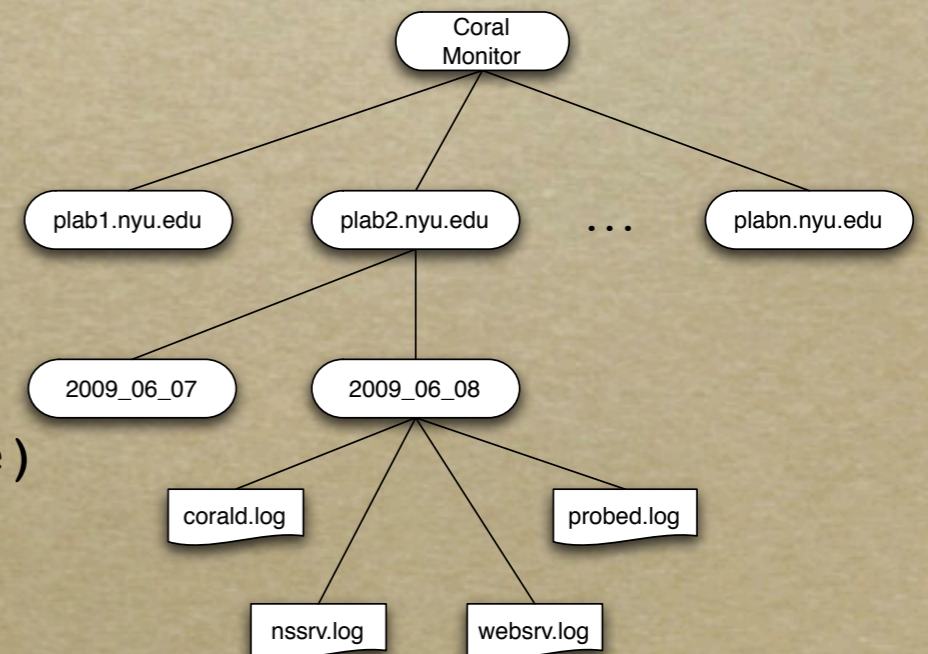 Coral
Monitor
plab1.nyu.edu
plab2.nyu.edu
...
plabn.nyu.edu
2009_06_07
2009_06_08
e)
corald.log
probed.log
nssrv.log
websrv.log